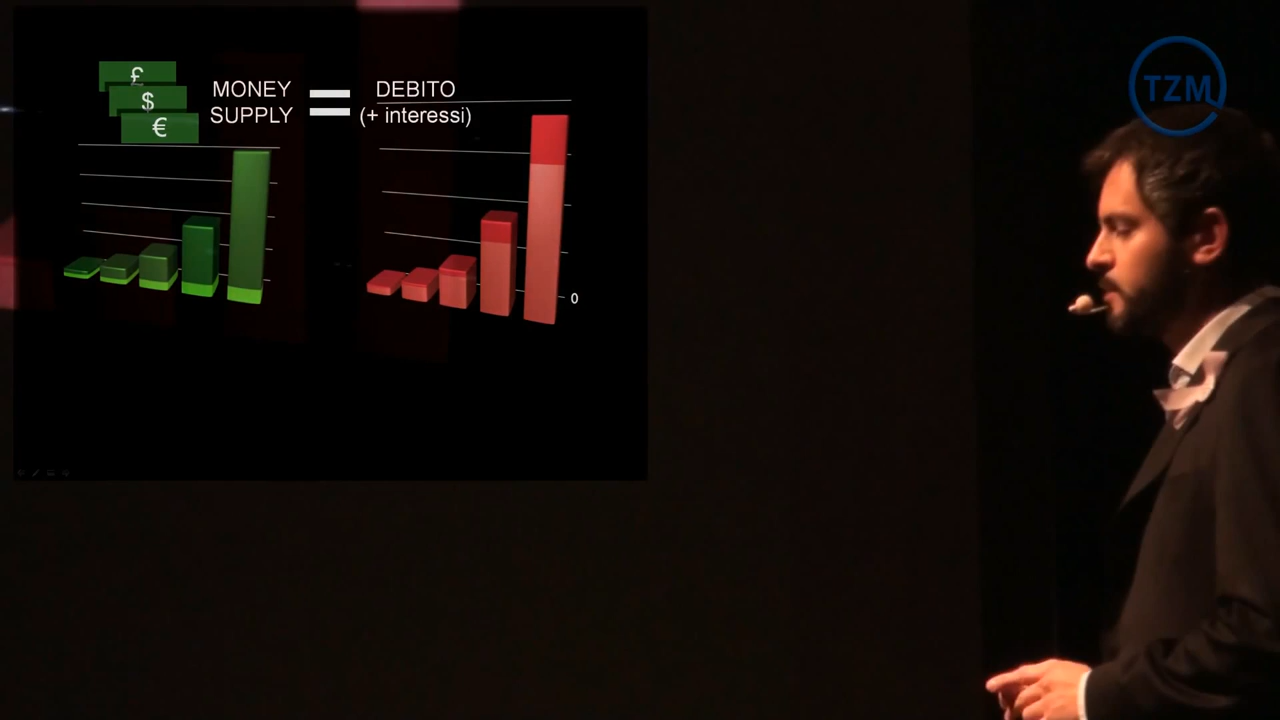 £
$
€
MONEY
SUPPLY
=
DEBITO
(+ interessi)
0
TZM